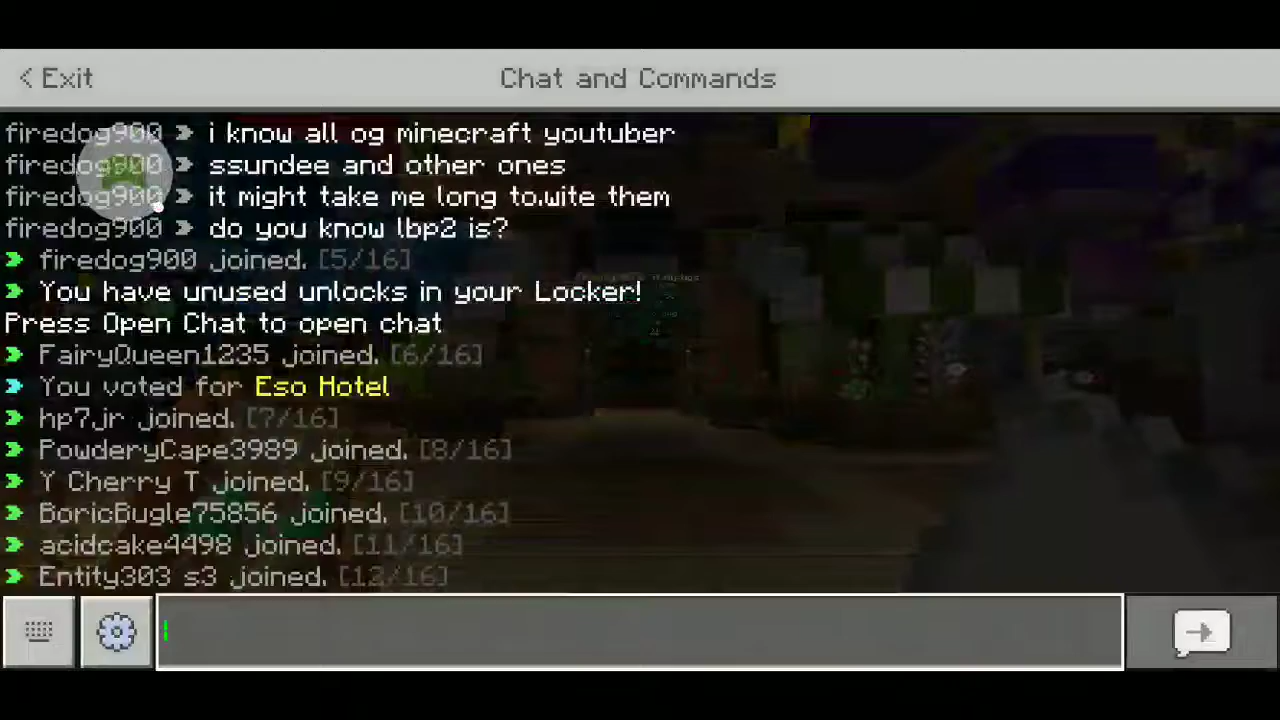 < Exit
Chat and Commands
firedog900 > i know all og minecraft youtuber
firedog900 > ssundee and other ones
firedog900 > it might take me long to.wite them
firedog900 > do you know lbp2 is?
> firedog900 joined. [5/16]
> You have unused unlocks in your Locker!
Press Open Chat to open chat
> FairyQueen1235 joined. [6/16]
> You voted for Eso Hotel
> hp7jr joined. [7/16]
> PowderyCape3989 joined. [8/16]
> Y Cherry T joined. [9/16]
> BoricBugle75856 joined. [10/16]
> acidcake4498 joined. [11/16]
> Entity303 s3 joined. [12/16]